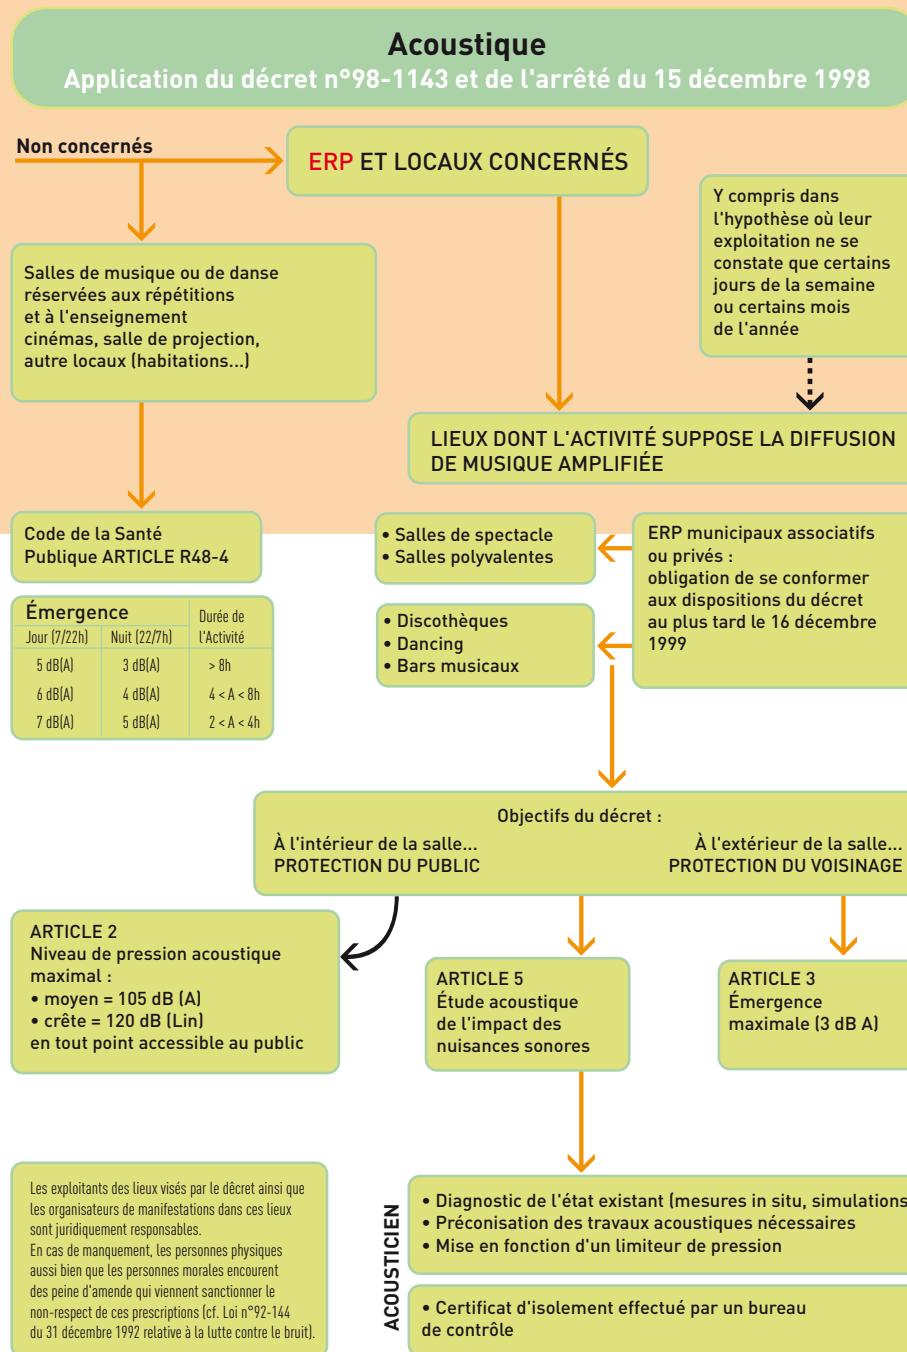 Acoustique
Application du décret n°98-1143 et de l'arrêté du 15 décembre 1998
Non concernés
ERP ET LOCAUX CONCERNÉS
Y compris dans
l'hypothèse où leur
exploitation ne se
constate que certains
jours de la semaine
ou certains mois
de l'année
Salles de musique ou de danse
réservées aux répétitions
et à l'enseignement
cinémas, salle de projection,
autre locaux (habitations...)
LIEUX DONT L'ACTIVITÉ SUPPOSE LA DIFFUSION
DE MUSIQUE AMPLIFIÉE
Code de la Santé
Publique ARTICLE R48-4
• Salles de spectacle
• Salles polyvalentes
ERP municipaux associatifs
ou privés :
obligation de se conformer
aux dispositions du décret
au plus tard le 16 décembre
1999
• Discothèques
• Dancing
• Bars musicaux
Émergence
Durée de
l'Activité
Jour (7/22h) Nuit (22/7h)
5 dB(A) 3 dB(A) > 8h
6 dB(A) 4 dB(A) 4 < A < 8h
7 dB(A) 5 dB(A) 2 < A < 4h
Objectifs du décret :
À l'intérieur de la salle...
PROTECTION DU PUBLIC
À l'extérieur de la salle...
PROTECTION DU VOISINAGE
ARTICLE 2
Niveau de pression acoustique
maximal :
• moyen = 105 dB (A)
• crête = 120 dB (Lin)
en tout point accessible au public
ARTICLE 5
Étude acoustique
de l'impact des
nuisances sonores
ARTICLE 3
Émergence
maximale (3 dB A)
Les exploitants des lieux visés par le dêcret ainsi que
les organisateurs de manifestations dans ces lieux
sont juridiquement responsables.
En cas de manquement, les personnes physiques
aussi bien que les personnes morales encourent
des peine d'amende qui viennent sanctionner le
non-respect de ces prescriptions (cf. Loi n°92-144
du 31 décembre 1992 relative à la lutte contre le bruit).
ACOUSTICIEN
• Diagnostic de l'état existant (mesures in situ, simulations
• Préconisation des travaux acoustiques nécessaires
• Mise en fonction d'un limiteur de pression
• Certificat d'isolement effectué par un bureau
de contrôle